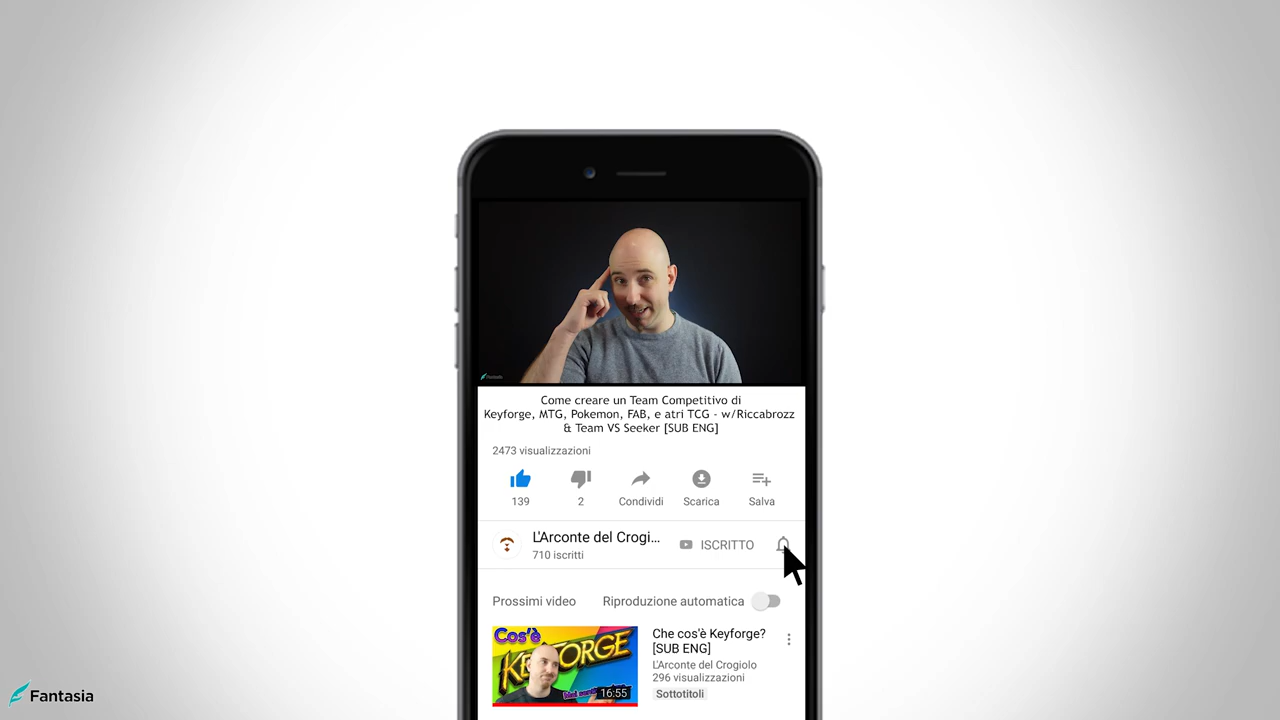 Come creare un Team Competitivo di
Keyforge, MTG, Pokemon, FAB, e atri TCG - w/Riccabrozz
& Team VS Seeker [SUB ENG]
2473 visualizzazioni
139
2
Condividi
Scarica
Salva
L'Arconte del Crogi...
710 iscritti
ISCRITTO
Prossimi video
Riproduzione automatica
Cos'è
KEYFORGE
16:55
Che cos'è Keyforge?
[SUB ENG]
L'Arconte del Crogiolo
296 visualizzazioni
Sottotitoli
Fantasia